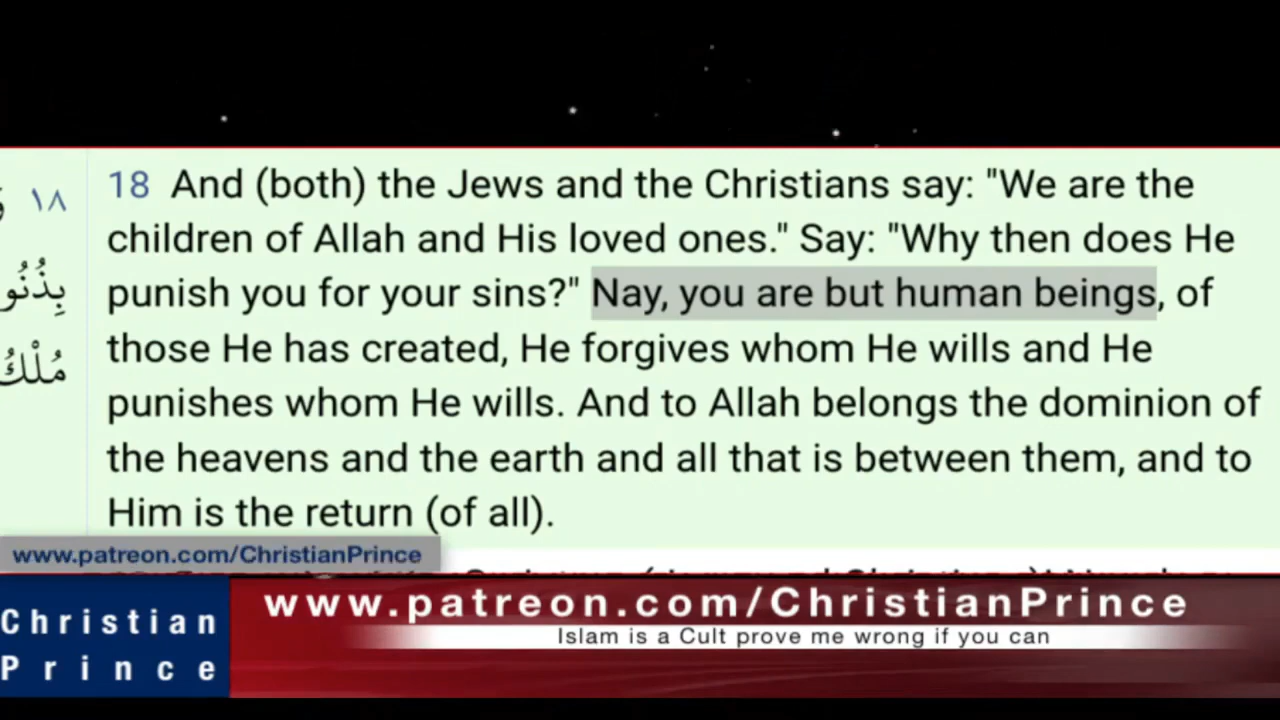 ١٨
18 And (both) the Jews and the Christians say: "We are the
children of Allah and His loved ones." Say: "Why then does He
بِذُنُو
punish you for your sins?" Nay, you are but human beings, of
those He has created, He forgives whom He wills and He
مُلْكُ
punishes whom He wills. And to Allah belongs the dominion of
the heavens and the earth and all that is between them, and to
Him is the return (of all).
www.patreon.com/ChristianPrince
www.patreon.com/ChristianPrince
Islam is a Cult prove me wrong if you can
Christian
Prince